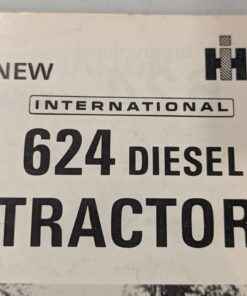 NEW
INTERNATIONAL
624 DIESEL
TRACTOR